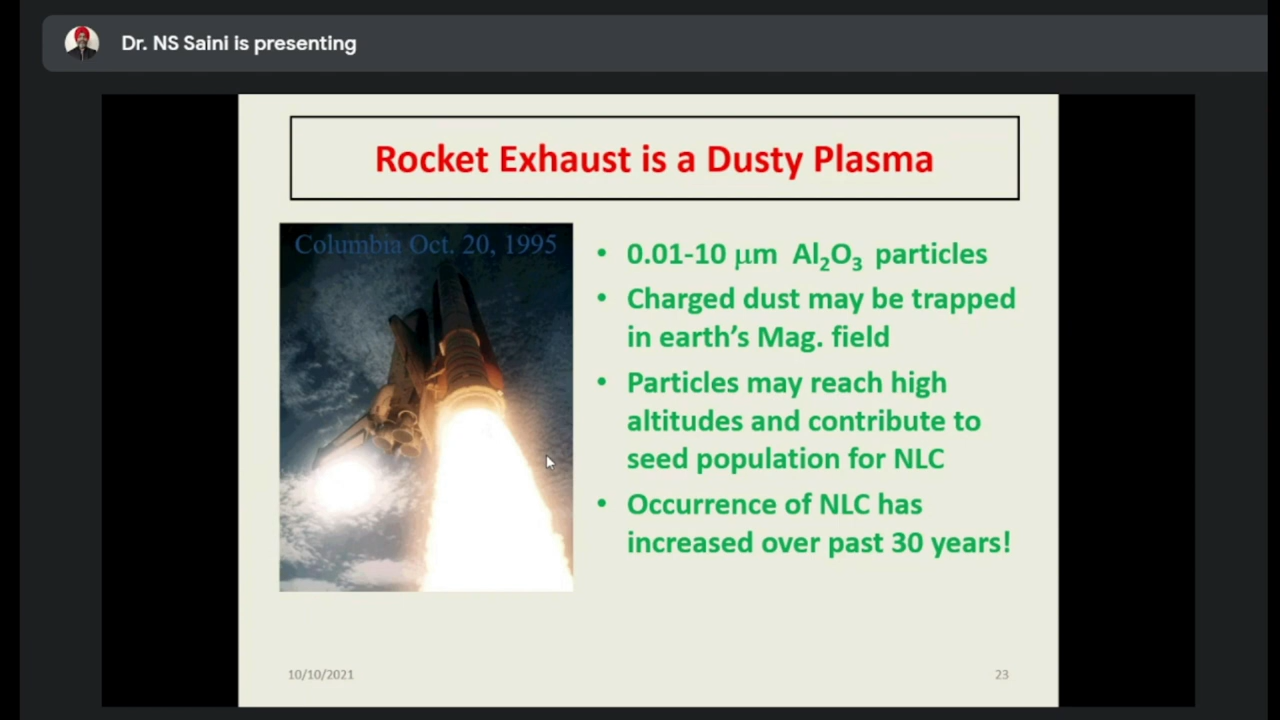 Dr. NS Saini is presenting
Rocket Exhaust is a Dusty Plasma
Columbia Oct. 20, 1995
• 0.01-10 μm Al₂O₃ particles
• Charged dust may be trapped
in earth’s Mag. field
• Particles may reach high
altitudes and contribute to
seed population for NLC
• Occurrence of NLC has
increased over past 30 years!
10/10/2021
23